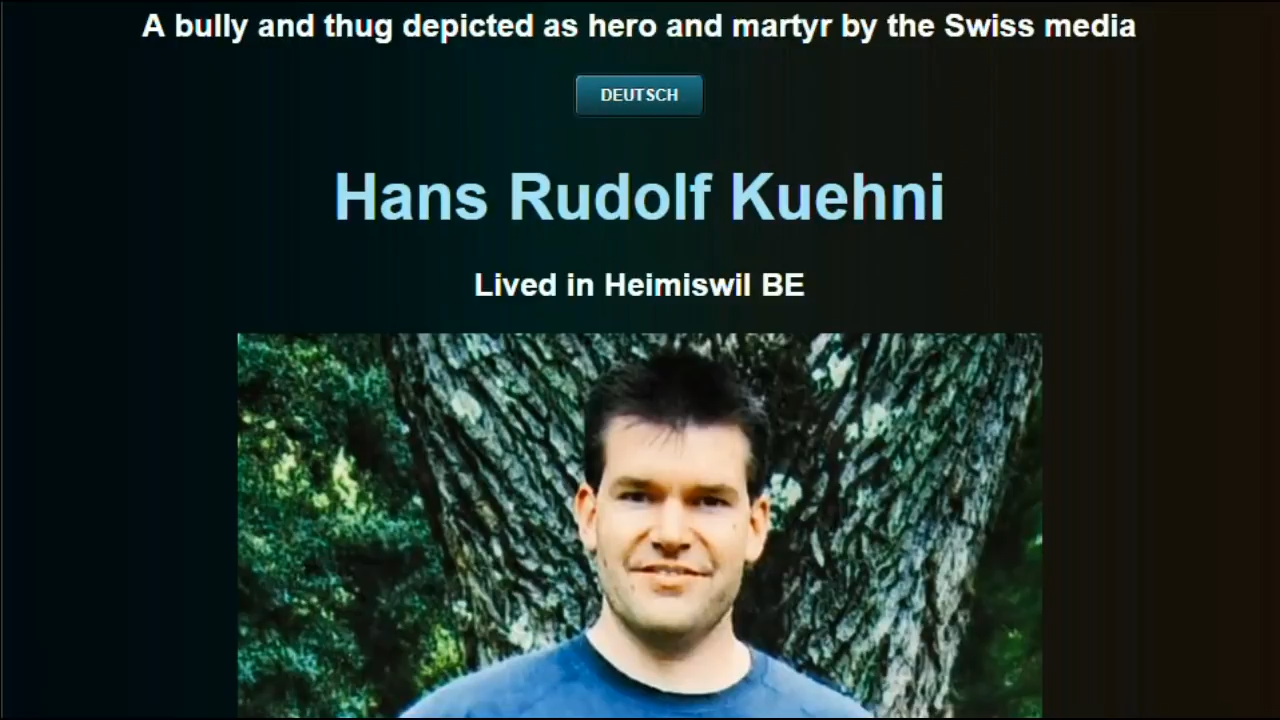 A bully and thug depicted as hero and martyr by the Swiss media
DEUTSCH
Hans Rudolf Kuehni
Lived in Heimiswil BE